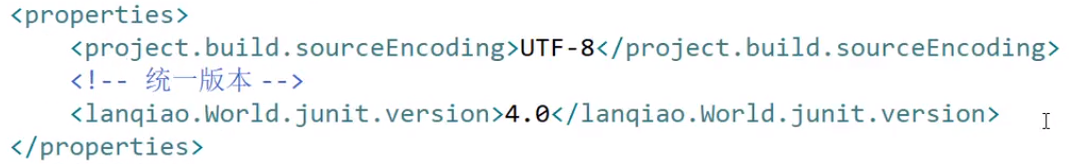 <properties>
<project.build.sourceEncoding>UTF-8</project.build.sourceEncoding>
<!-- 统一版本 -->
<lanqiao.World.junit.version>4.0</lanqiao.World.junit.version>
</properties>